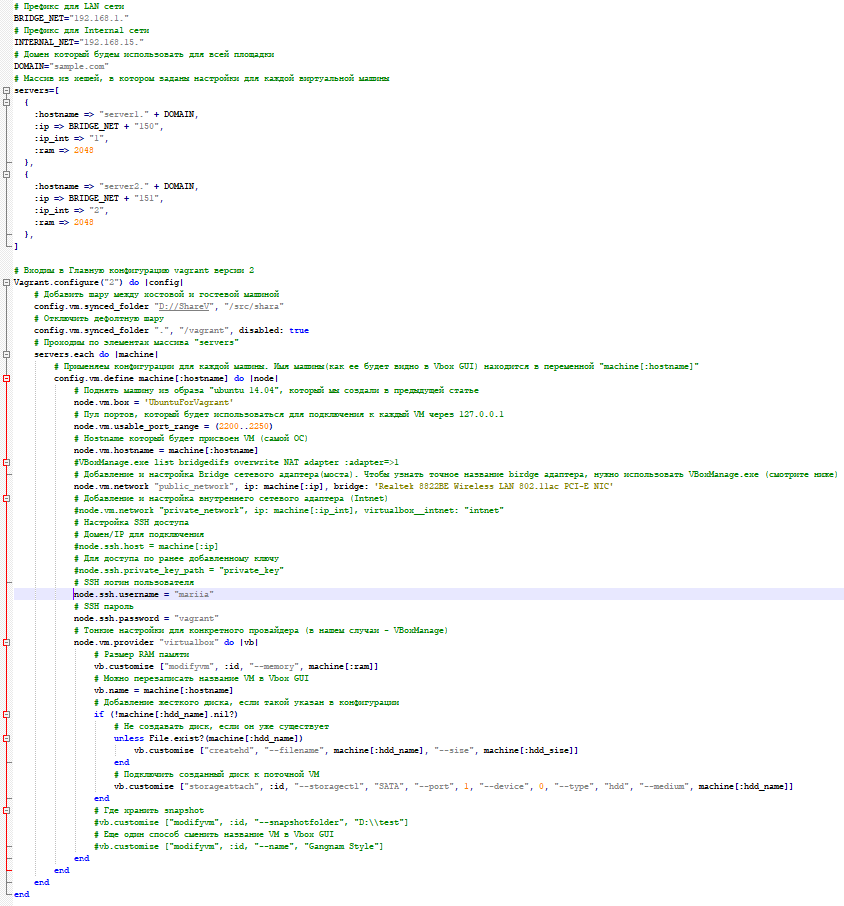 # Префикс для LAN сети
BRIDGE_NET="192.168.1."
# Префикс для Internal сети
INTERNAL_NET="192.168.15."
# Домен который будем использовать для всей площадки
DOMAIN="sample.com"
# Массив из хешей, в котором заданы настройки для каждой виртуальной машины
servers=[
  {
    :hostname => "server1." + DOMAIN,
    :ip => BRIDGE_NET + "150",
    :ip_int => "1",
    :ram => 2048
  },
  {
    :hostname => "server2." + DOMAIN,
    :ip => BRIDGE_NET + "151",
    :ip_int => "2",
    :ram => 2048
  },
]
# Входим в Главную конфигурацию vagrant версии 2
Vagrant.configure("2") do |config|
    # Добавить шару между хостовой и гостевой машиной
    config.vm.synced_folder "D://ShareV", "/src/shara"
    # Отключить дефолтную шару
    config.vm.synced_folder ".", "/vagrant", disabled: true
    # Проходим по элементах массива "servers"
    servers.each do |machine|
        # Применяем конфигурации для каждой машины. Имя машины(как ее будет видно в Vbox GUI) находится в переменной "machine[:hostname]"
        config.vm.define machine[:hostname] do |node|
            # Поднять машину из образа "ubuntu 14.04", который мы создали в предыдущей статье
            node.vm.box = 'UbuntuForVagrant'
            # Пул портов, который будет использоваться для подключения к каждый VM через 127.0.0.1
            node.vm.usable_port_range = (2200..2250)
            # Hostname который будет присвоен VM (самой ОС)
            node.vm.hostname = machine[:hostname]
            #VBoxManage.exe list bridgedifs overwrite NAT adapter :adapter=>1
            # Добавление и настройка Bridge сетевого адаптера(моста). Чтобы узнать точное название birdge адаптера, нужно использовать VBoxManage.exe (смотрите ниже)
            node.vm.network "public_network", ip: machine[:ip], bridge: 'Realtek 8822BE Wireless LAN 802.11ac PCI-E NIC'
            # Добавление и настройка внутреннего сетевого адаптера (Intnet)
            #node.vm.network "private_network", ip: machine[:ip_int], virtualbox__intnet: "intnet"
            # Настройка SSH доступа
            # Домен/IP для подключения
            #node.ssh.host = machine[:ip]
            # Для доступа по ранее добавленному ключу
            #node.ssh.private_key_path = "private_key"
            # SSH логин пользователя
            node.ssh.username = "mariia"
            # SSH пароль
            node.ssh.password = "vagrant"
            # Тонкие настройки для конкретного провайдера (в нашем случаи - VBoxManage)
            node.vm.provider "virtualbox" do |vb|
                # Размер RAM памяти
                vb.customize ["modifyvm", :id, "--memory", machine[:ram]]
                # Можно перезаписать название VM в Vbox GUI
                vb.name = machine[:hostname]
                # Добавление жесткого диска, если такой указан в конфигурации
                if (!machine[:hdd_name].nil?)
                    # Не создавать диск, если он уже существует
                    unless File.exist?(machine[:hdd_name])
                        vb.customize ["createhd", "--filename", machine[:hdd_name], "--size", machine[:hdd_size]]
                    end
                    # Подключить созданный диск к поточной VM
                    vb.customize ["storageattach", :id, "--storagectl", "SATA", "--port", 1, "--device", 0, "--type", "hdd", "--medium", machine[:hdd_name]]
                end
                # Где хранить snapshot
                #vb.customize ["modifyvm", :id, "--snapshotfolder", "D:\\test"]
                # Еще один способ сменить название VM в Vbox GUI
                #vb.customize ["modifyvm", :id, "--name", "Gangnam Style"]
            end
        end
    end
end